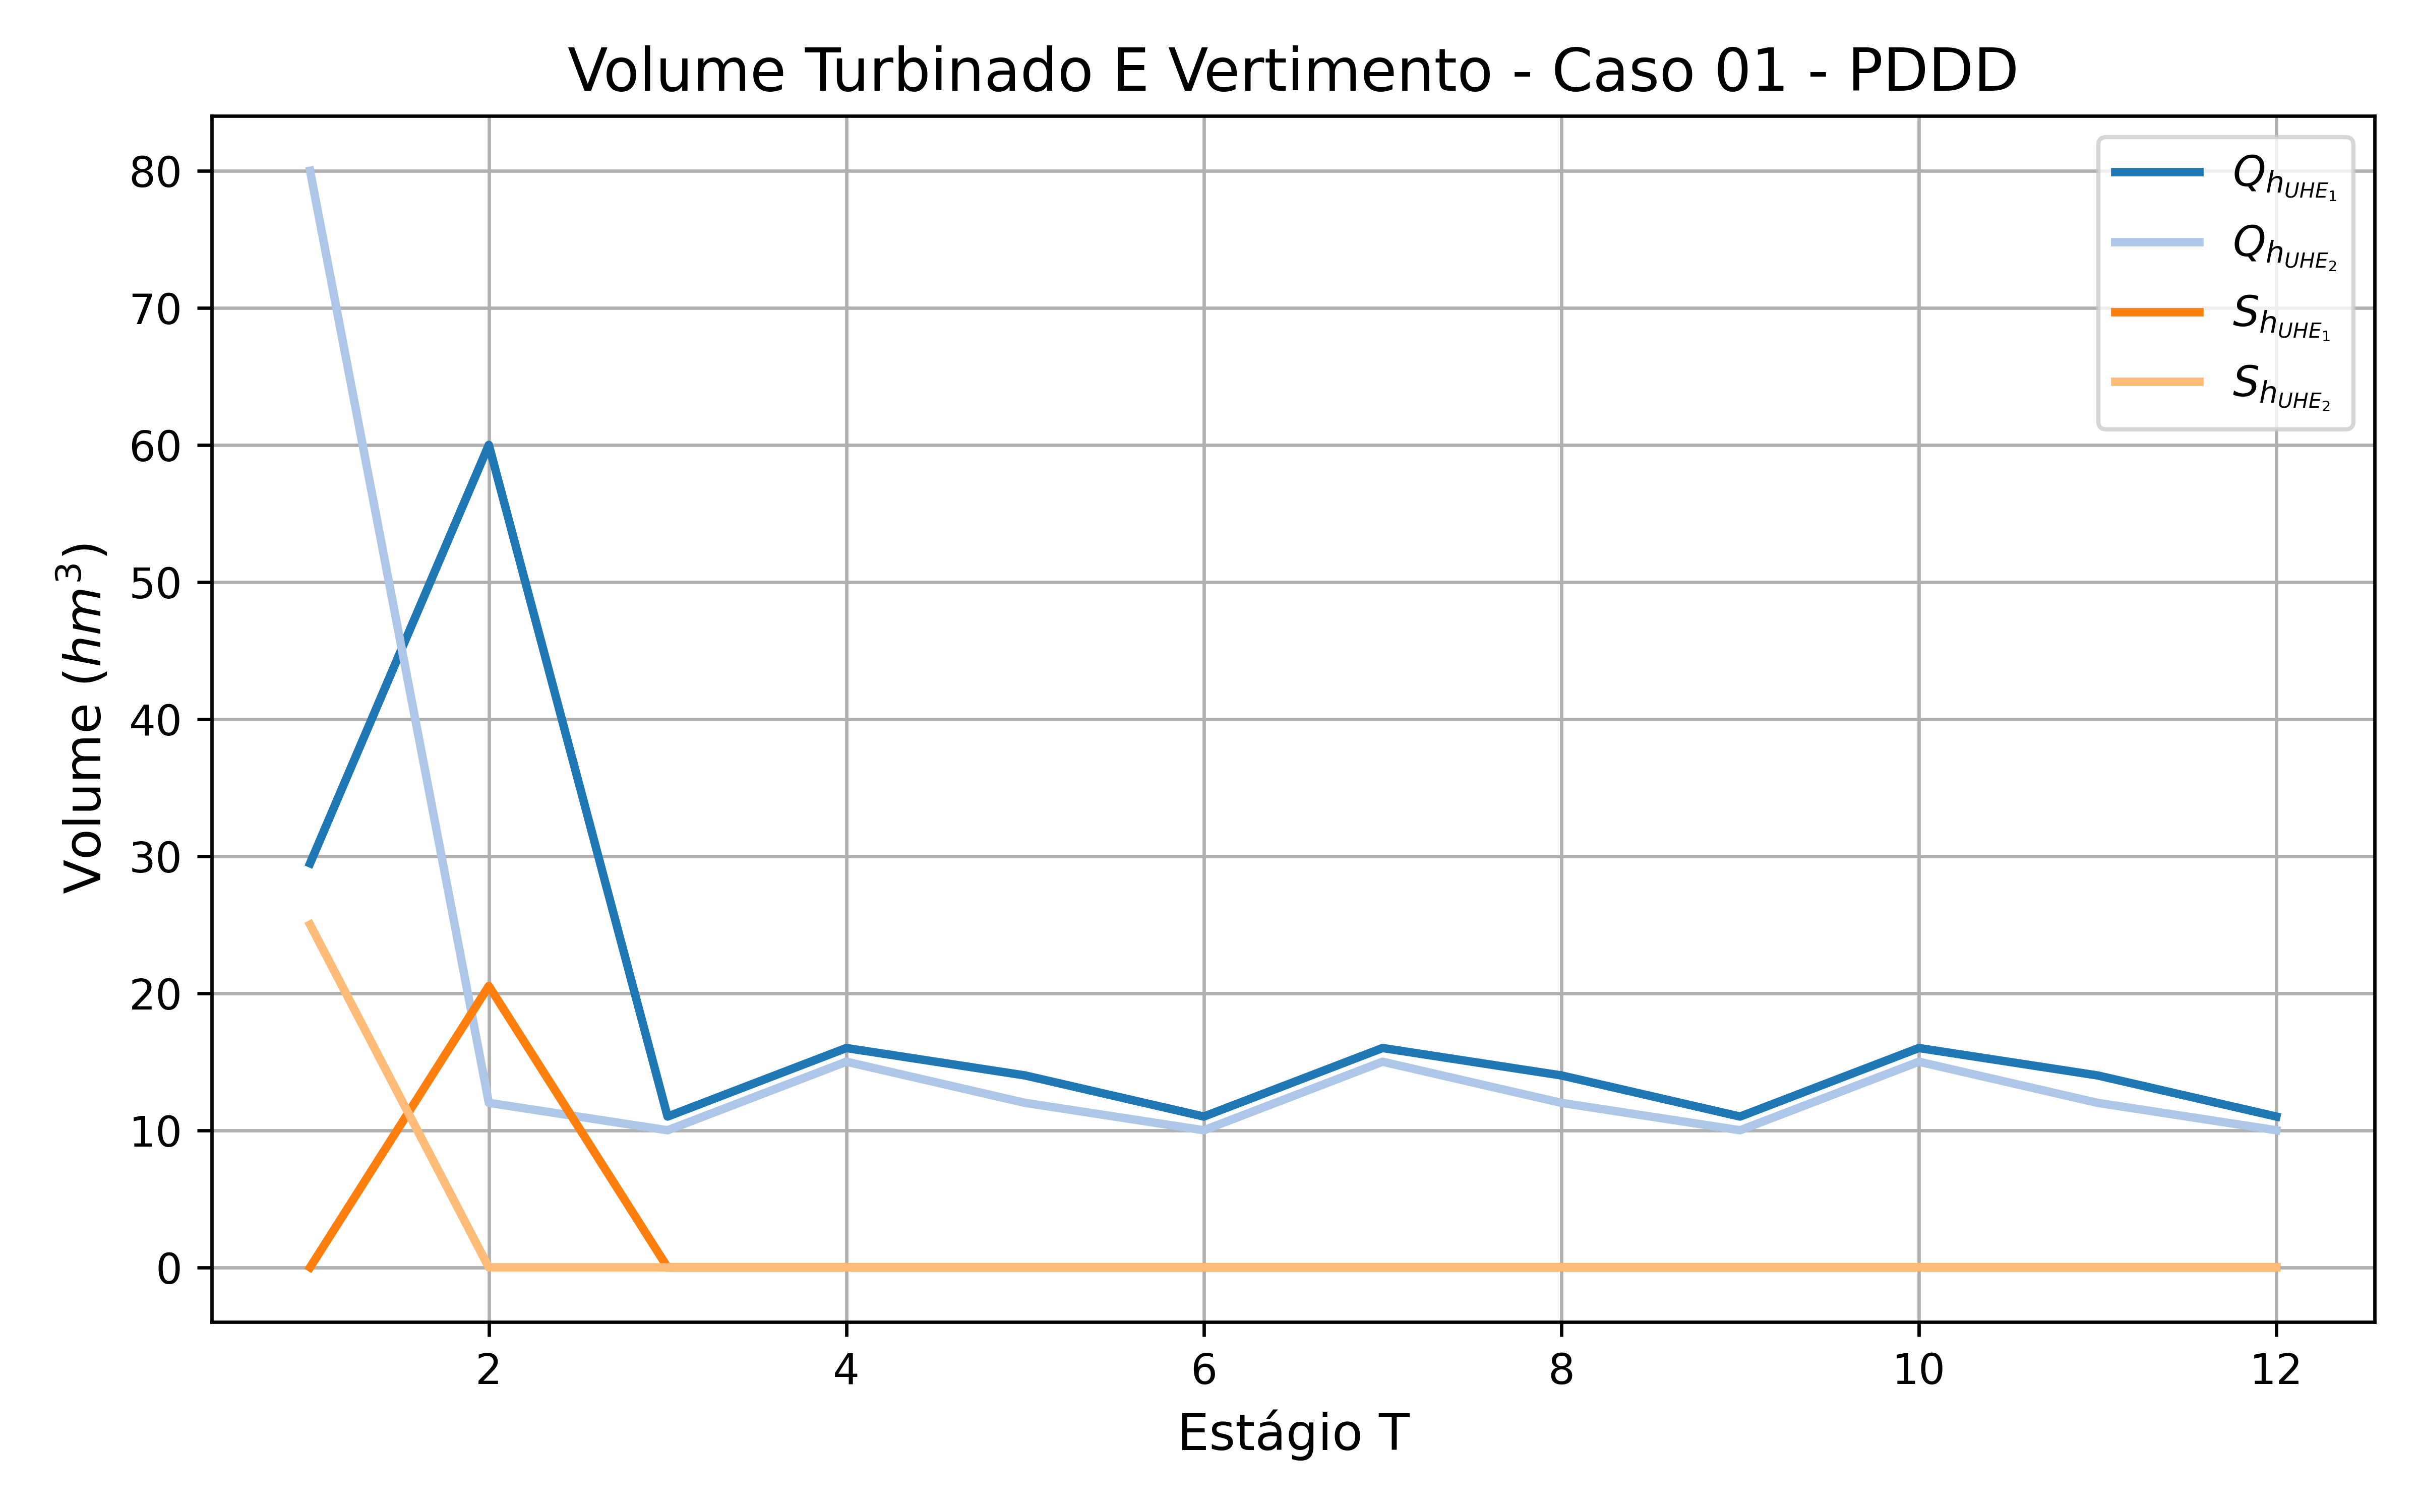 Volume Turbinado E Vertimento - Caso 01 - PDDD
80
70
60
50
40
30
20
10
0
Volume (hm³)
2 4 6 8 10 12
Estágio T
Q_{h_{UHE_1}}
Q_{h_{UHE_2}}
S_{h_{UHE_1}}
S_{h_{UHE_2}}